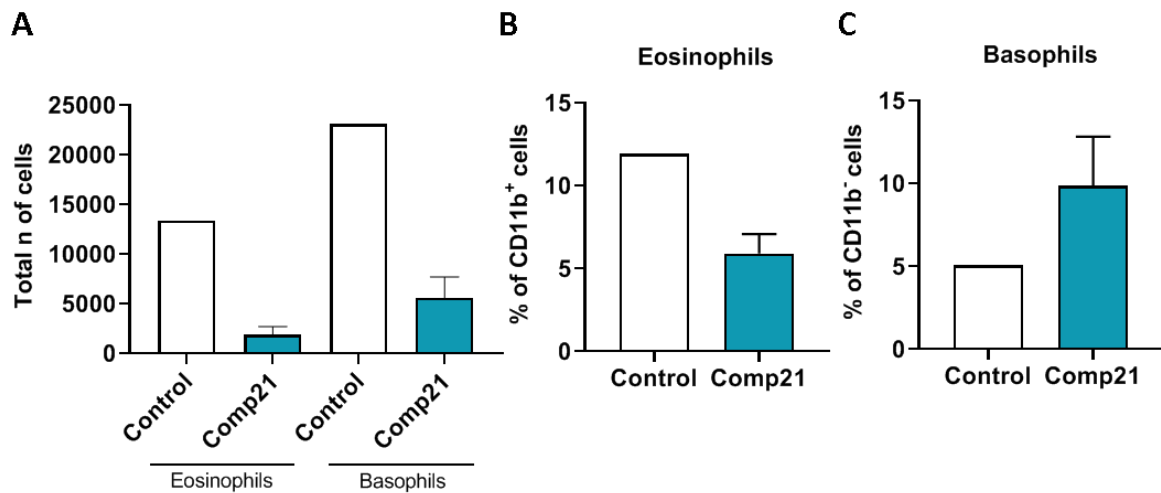 A
Total n of cells
25000
20000
15000
10000
5000
0
Control
Comp21
Control
Comp21
Eosinophils
Basophils
B
Eosinophils
% of CD11b⁺ cells
15
10
5
0
Control
Comp21
C
Basophils
% of CD11b⁻ cells
15
10
5
0
Control
Comp21